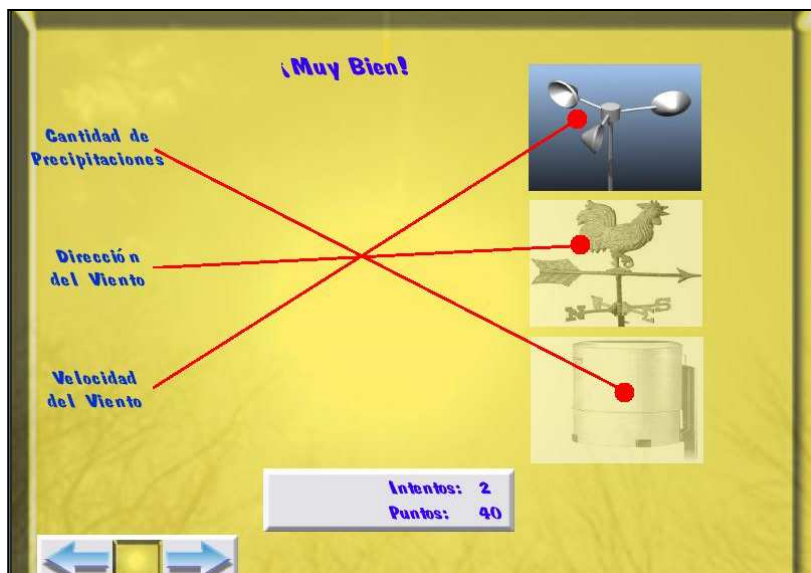 ¡Muy Bien!
Cantidad de
Precipitaciones
Dirección
del Viento
Velocidad
del Viento
N
S
Intentos: 2
Puntos: 40